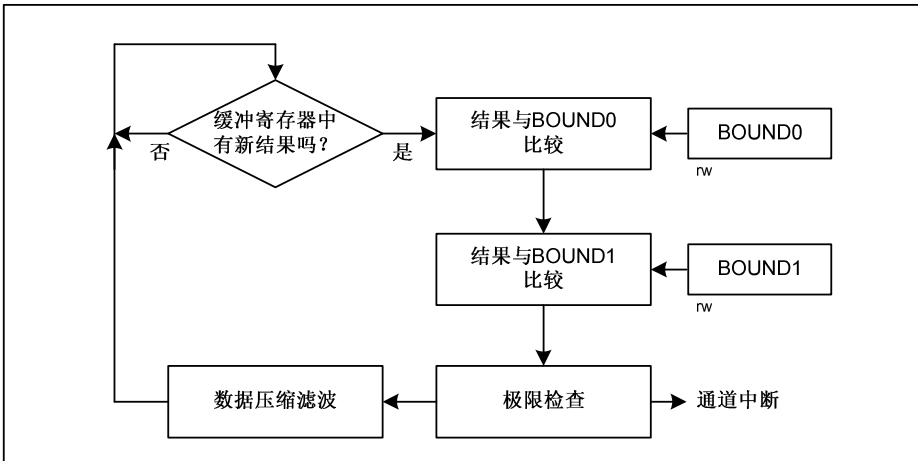 缓冲寄存器中
有新结果吗？
否
是
结果与BOUND0
比较
BOUND0
rw
结果与BOUND1
比较
BOUND1
rw
数据压缩滤波
极限检查
通道中断